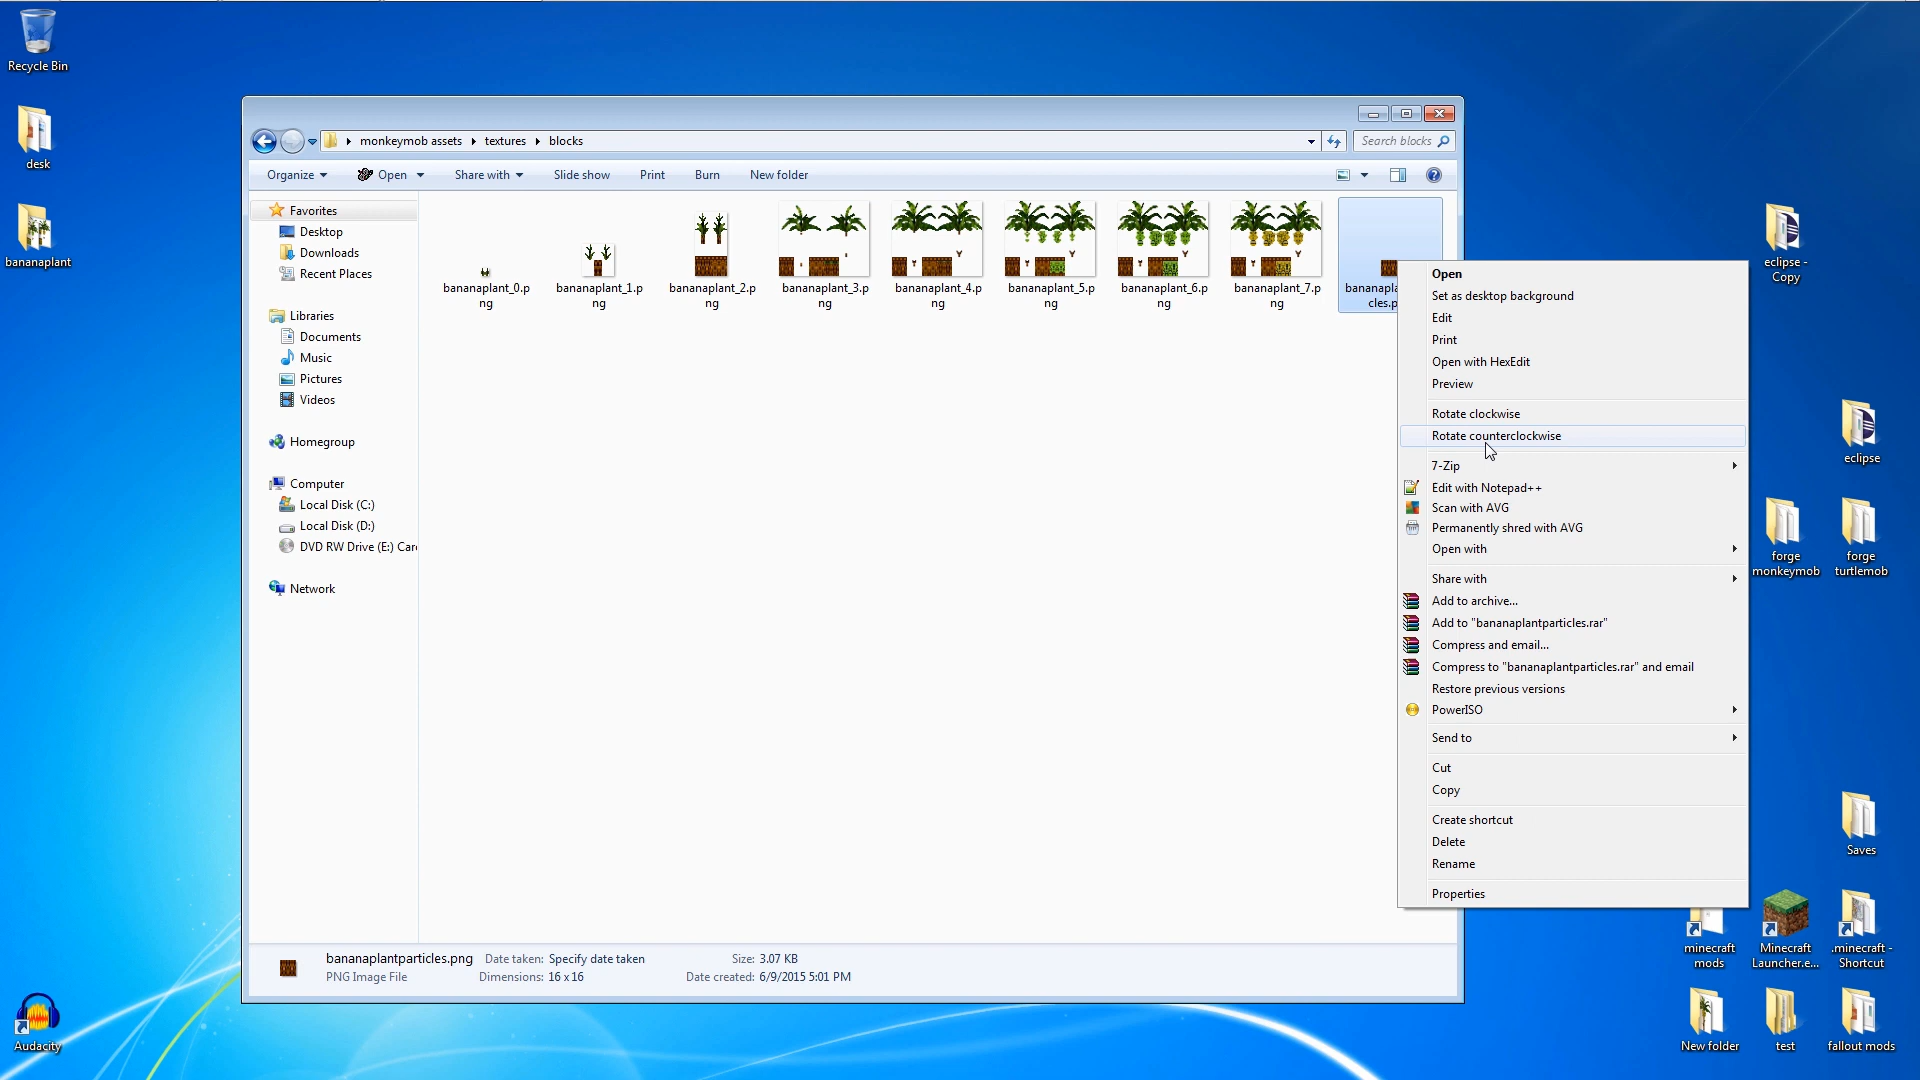 Recycle Bin
desk
bananaplant
Audacity
monkeymob assets
textures
blocks
Search blocks
Organize
Open
Share with
Slide show
Print
Burn
New folder
Favorites
Desktop
Downloads
Recent Places
Libraries
Documents
Music
Pictures
Videos
Homegroup
Computer
Local Disk (C:)
Local Disk (D:)
DVD RW Drive (E:) Car
Network
bananaplant_0.p
ng
bananaplant_1.p
ng
bananaplant_2.p
ng
bananaplant_3.p
ng
bananaplant_4.p
ng
bananaplant_5.p
ng
bananaplant_6.p
ng
bananaplant_7.p
ng
bananapla
cles.p
Open
Set as desktop background
Edit
Print
Open with HexEdit
Preview
Rotate clockwise
Rotate counterclockwise
7-Zip
Edit with Notepad++
Scan with AVG
Permanently shred with AVG
Open with
Share with
Add to archive...
Add to "bananaplantparticles.rar"
Compress and email...
Compress to "bananaplantparticles.rar" and email
Restore previous versions
PowerISO
Send to
Cut
Copy
Create shortcut
Delete
Rename
Properties
bananaplantparticles.png
PNG Image File
Date taken: Specify date taken
Dimensions: 16 x 16
Size: 3.07 KB
Date created: 6/9/2015 5:01 PM
eclipse -
Copy
eclipse
forge
monkeymob
forge
turtlemob
Saves
minecraft
mods
Minecraft
Launcher.e...
.minecraft -
Shortcut
New folder
test
fallout mods